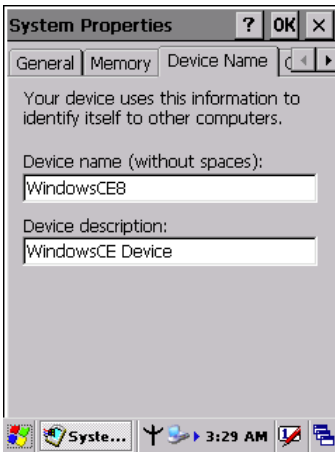 System Properties ? OK ×
General Memory Device Name
Your device uses this information to
identify itself to other computers.
Device name (without spaces):
WindowsCE8
Device description:
WindowsCE Device
Syste... 3:29 AM